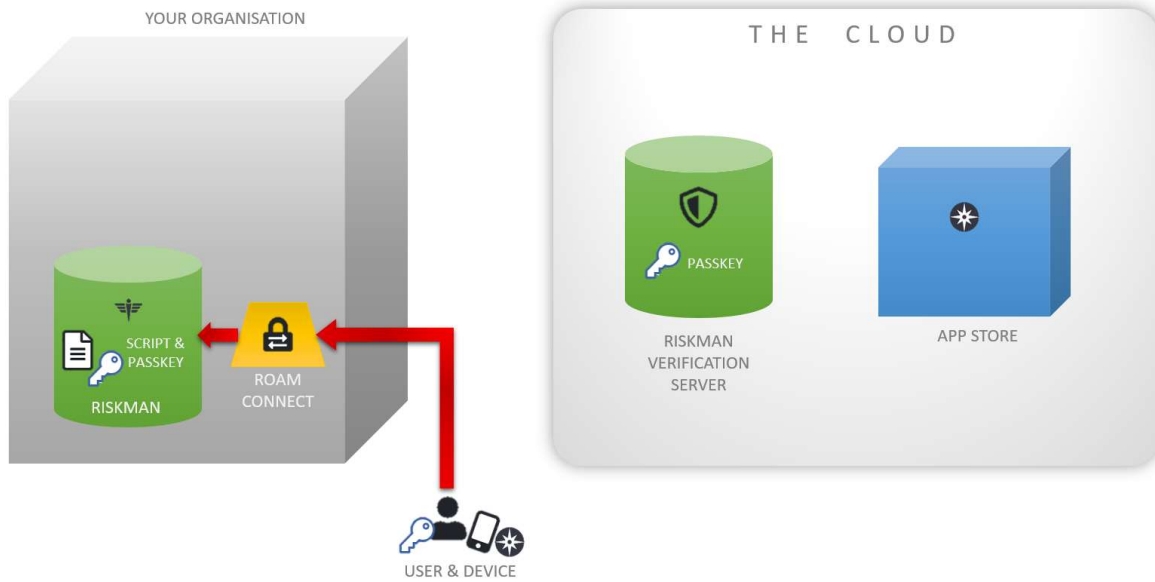 YOUR ORGANISATION
THE CLOUD
SCRIPT &
PASSKEY
RISKMAN
ROAM
CONNECT
PASSKEY
RISKMAN
VERIFICATION
SERVER
APP STORE
USER & DEVICE